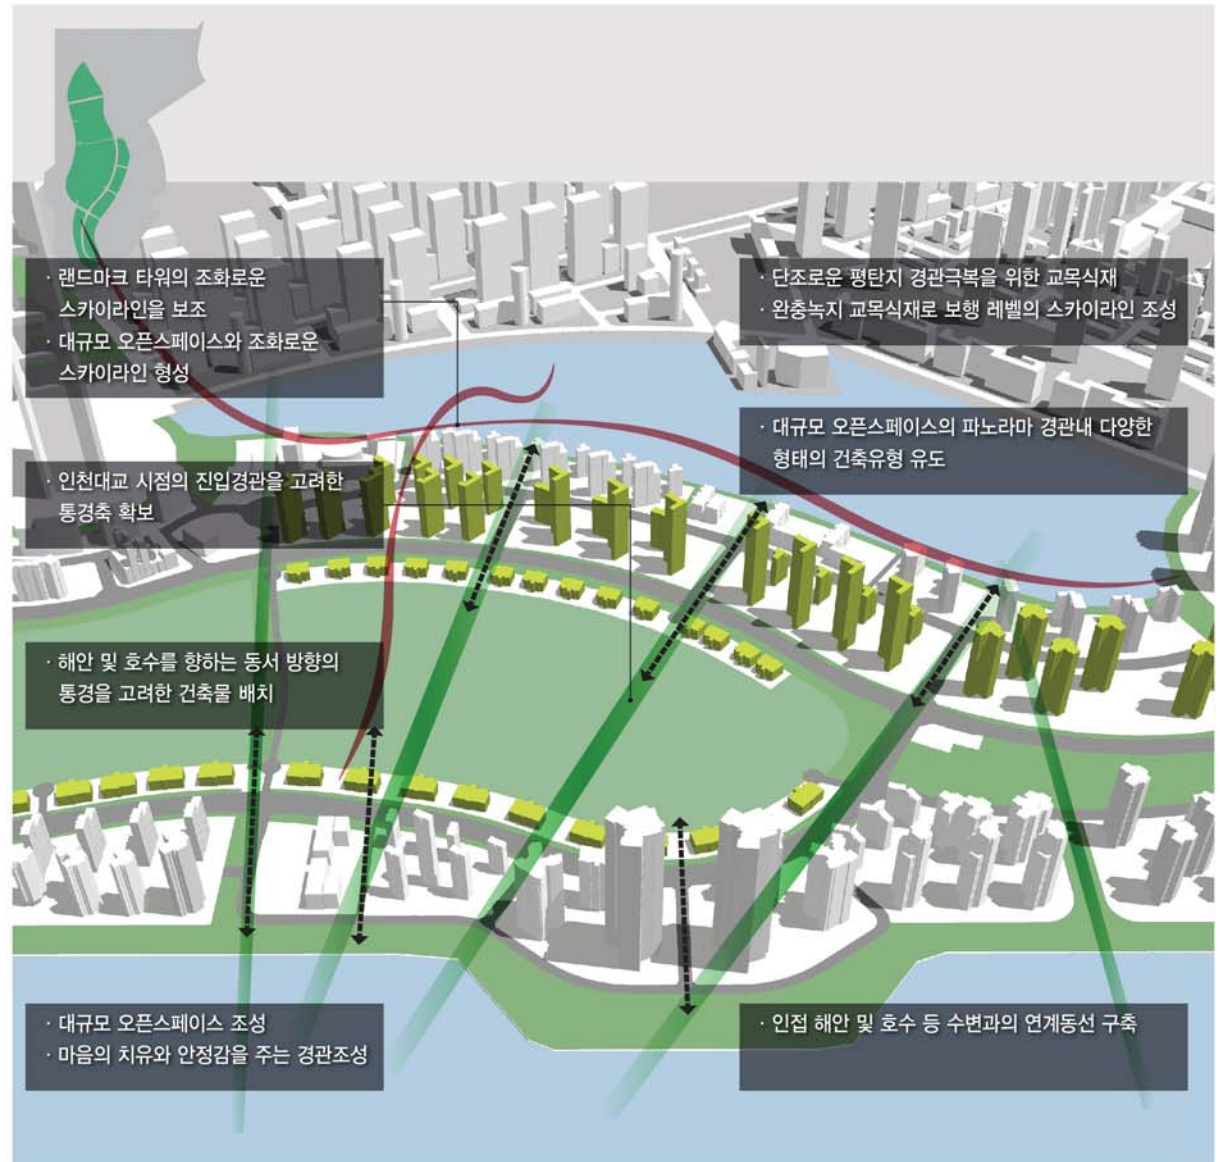 · 랜드마크 타워의 조화로운
스카이라인을 보조
· 대규모 오픈스페이스와 조화로운
스카이라인 형성
· 단조로운 평탄지 경관극복을 위한 교목식재
· 완충녹지 교목식재로 보행 레벨의 스카이라인 조성
· 대규모 오픈스페이스의 파노라마 경관내 다양한
형태의 건축유형 유도
· 인천대교 시점의 진입경관을 고려한
통경축 확보
· 해안 및 호수를 향하는 동서 방향의
통경을 고려한 건축물 배치
· 대규모 오픈스페이스 조성
· 마음의 치유와 안정감을 주는 경관조성
· 인접 해안 및 호수 등 수변과의 연계동선 구축